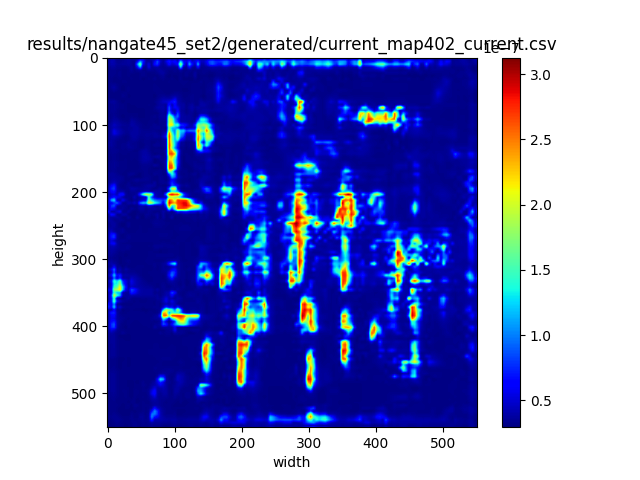 results/nangate45_set2/generated/current_map402_current.csv
1e−7
0
100
200
300
400
500
height
0 100 200 300 400 500
width
3.0
2.5
2.0
1.5
1.0
0.5